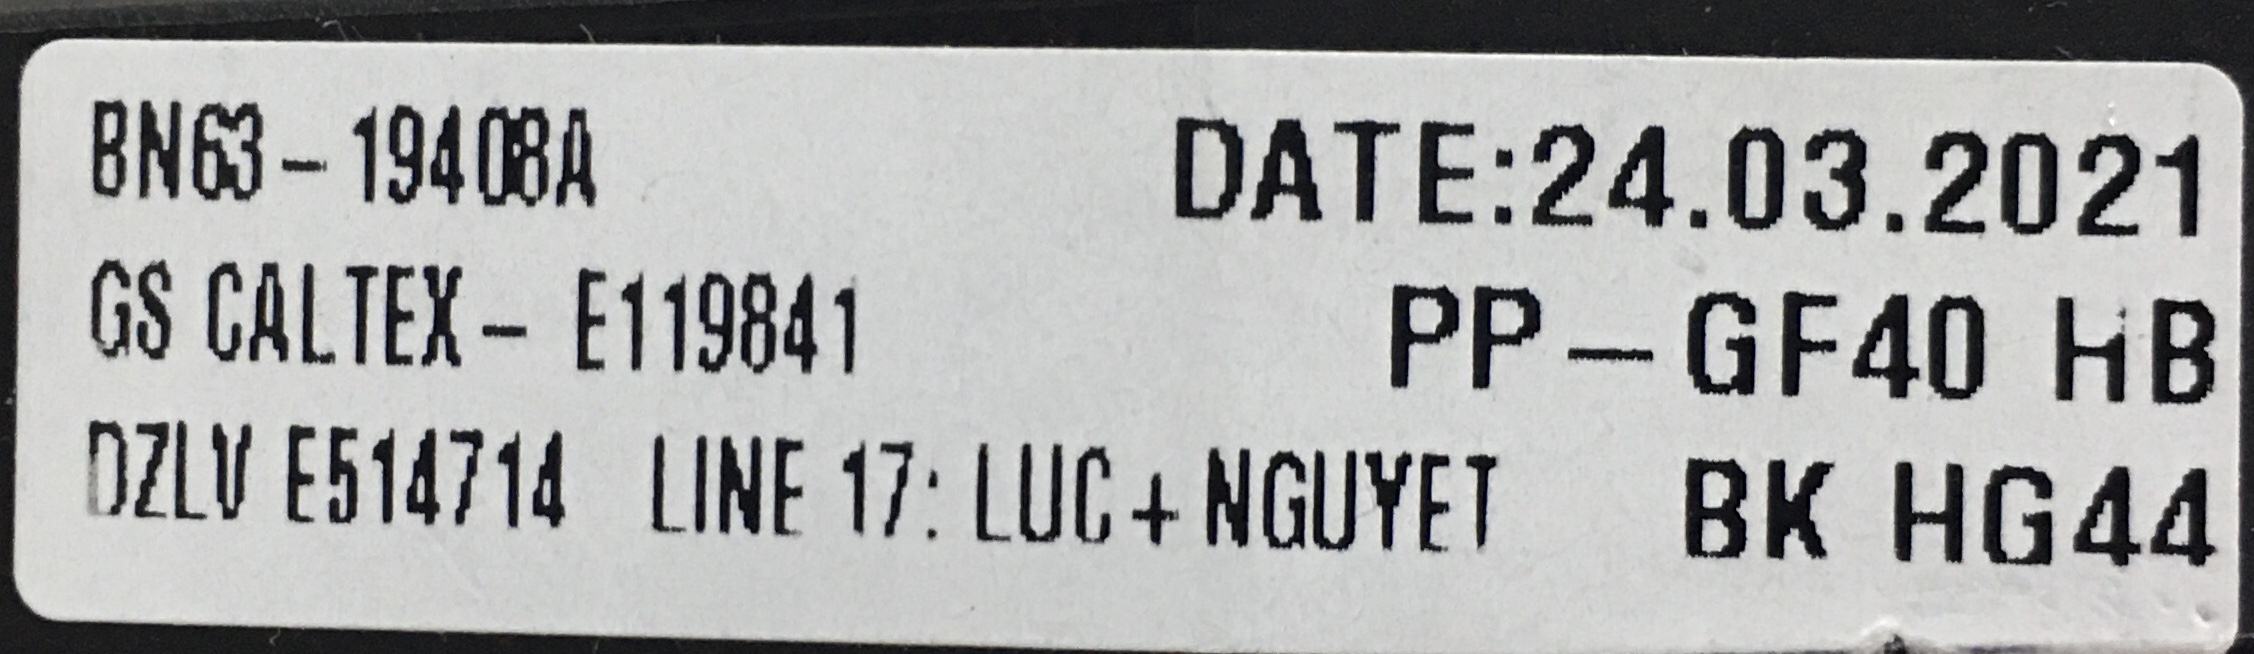 BN63-19408A DATE:24.03.2021
GS CALTEX- E119841 PP-GF40 HB
DZLV E514714 LINE 17: LUC+NGUYET BK HG44